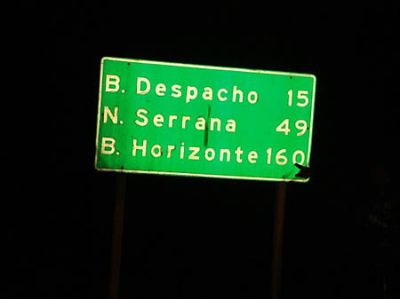 B. Despacho 15
N. Serrana 49
B. Horizonte 160